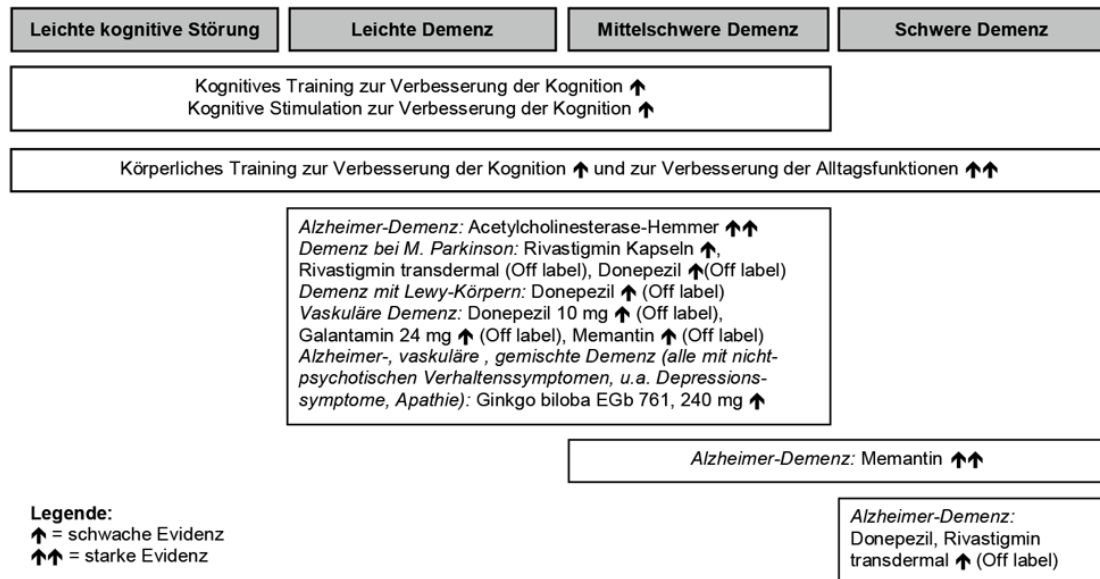 Leichte kognitive Störung
Leichte Demenz
Mittelschwere Demenz
Schwere Demenz
Kognitives Training zur Verbesserung der Kognition 🡩
Kognitive Stimulation zur Verbesserung der Kognition 🡩
Körperliches Training zur Verbesserung der Kognition 🡩 und zur Verbesserung der Alltagsfunktionen 🡩🡩
Alzheimer-Demenz: Acetylcholinesterase-Hemmer 🡩🡩
Demenz bei M. Parkinson: Rivastigmin Kapseln 🡩,
Rivastigmin transdermal (Off label), Donepezil 🡩(Off label)
Demenz mit Lewy-Körpern: Donepezil 🡩 (Off label)
Vaskuläre Demenz: Donepezil 10 mg 🡩 (Off label),
Galantamin 24 mg 🡩 (Off label), Memantin 🡩 (Off label)
Alzheimer-, vaskuläre , gemischte Demenz (alle mit nicht-
psychotischen Verhaltenssymptomen, u.a. Depressions-
symptome, Apathie): Ginkgo biloba EGb 761, 240 mg 🡩
Alzheimer-Demenz: Memantin 🡩🡩
Alzheimer-Demenz:
Donepezil, Rivastigmin
transdermal 🡩 (Off label)
Legende:
🡩 = schwache Evidenz
🡩🡩 = starke Evidenz